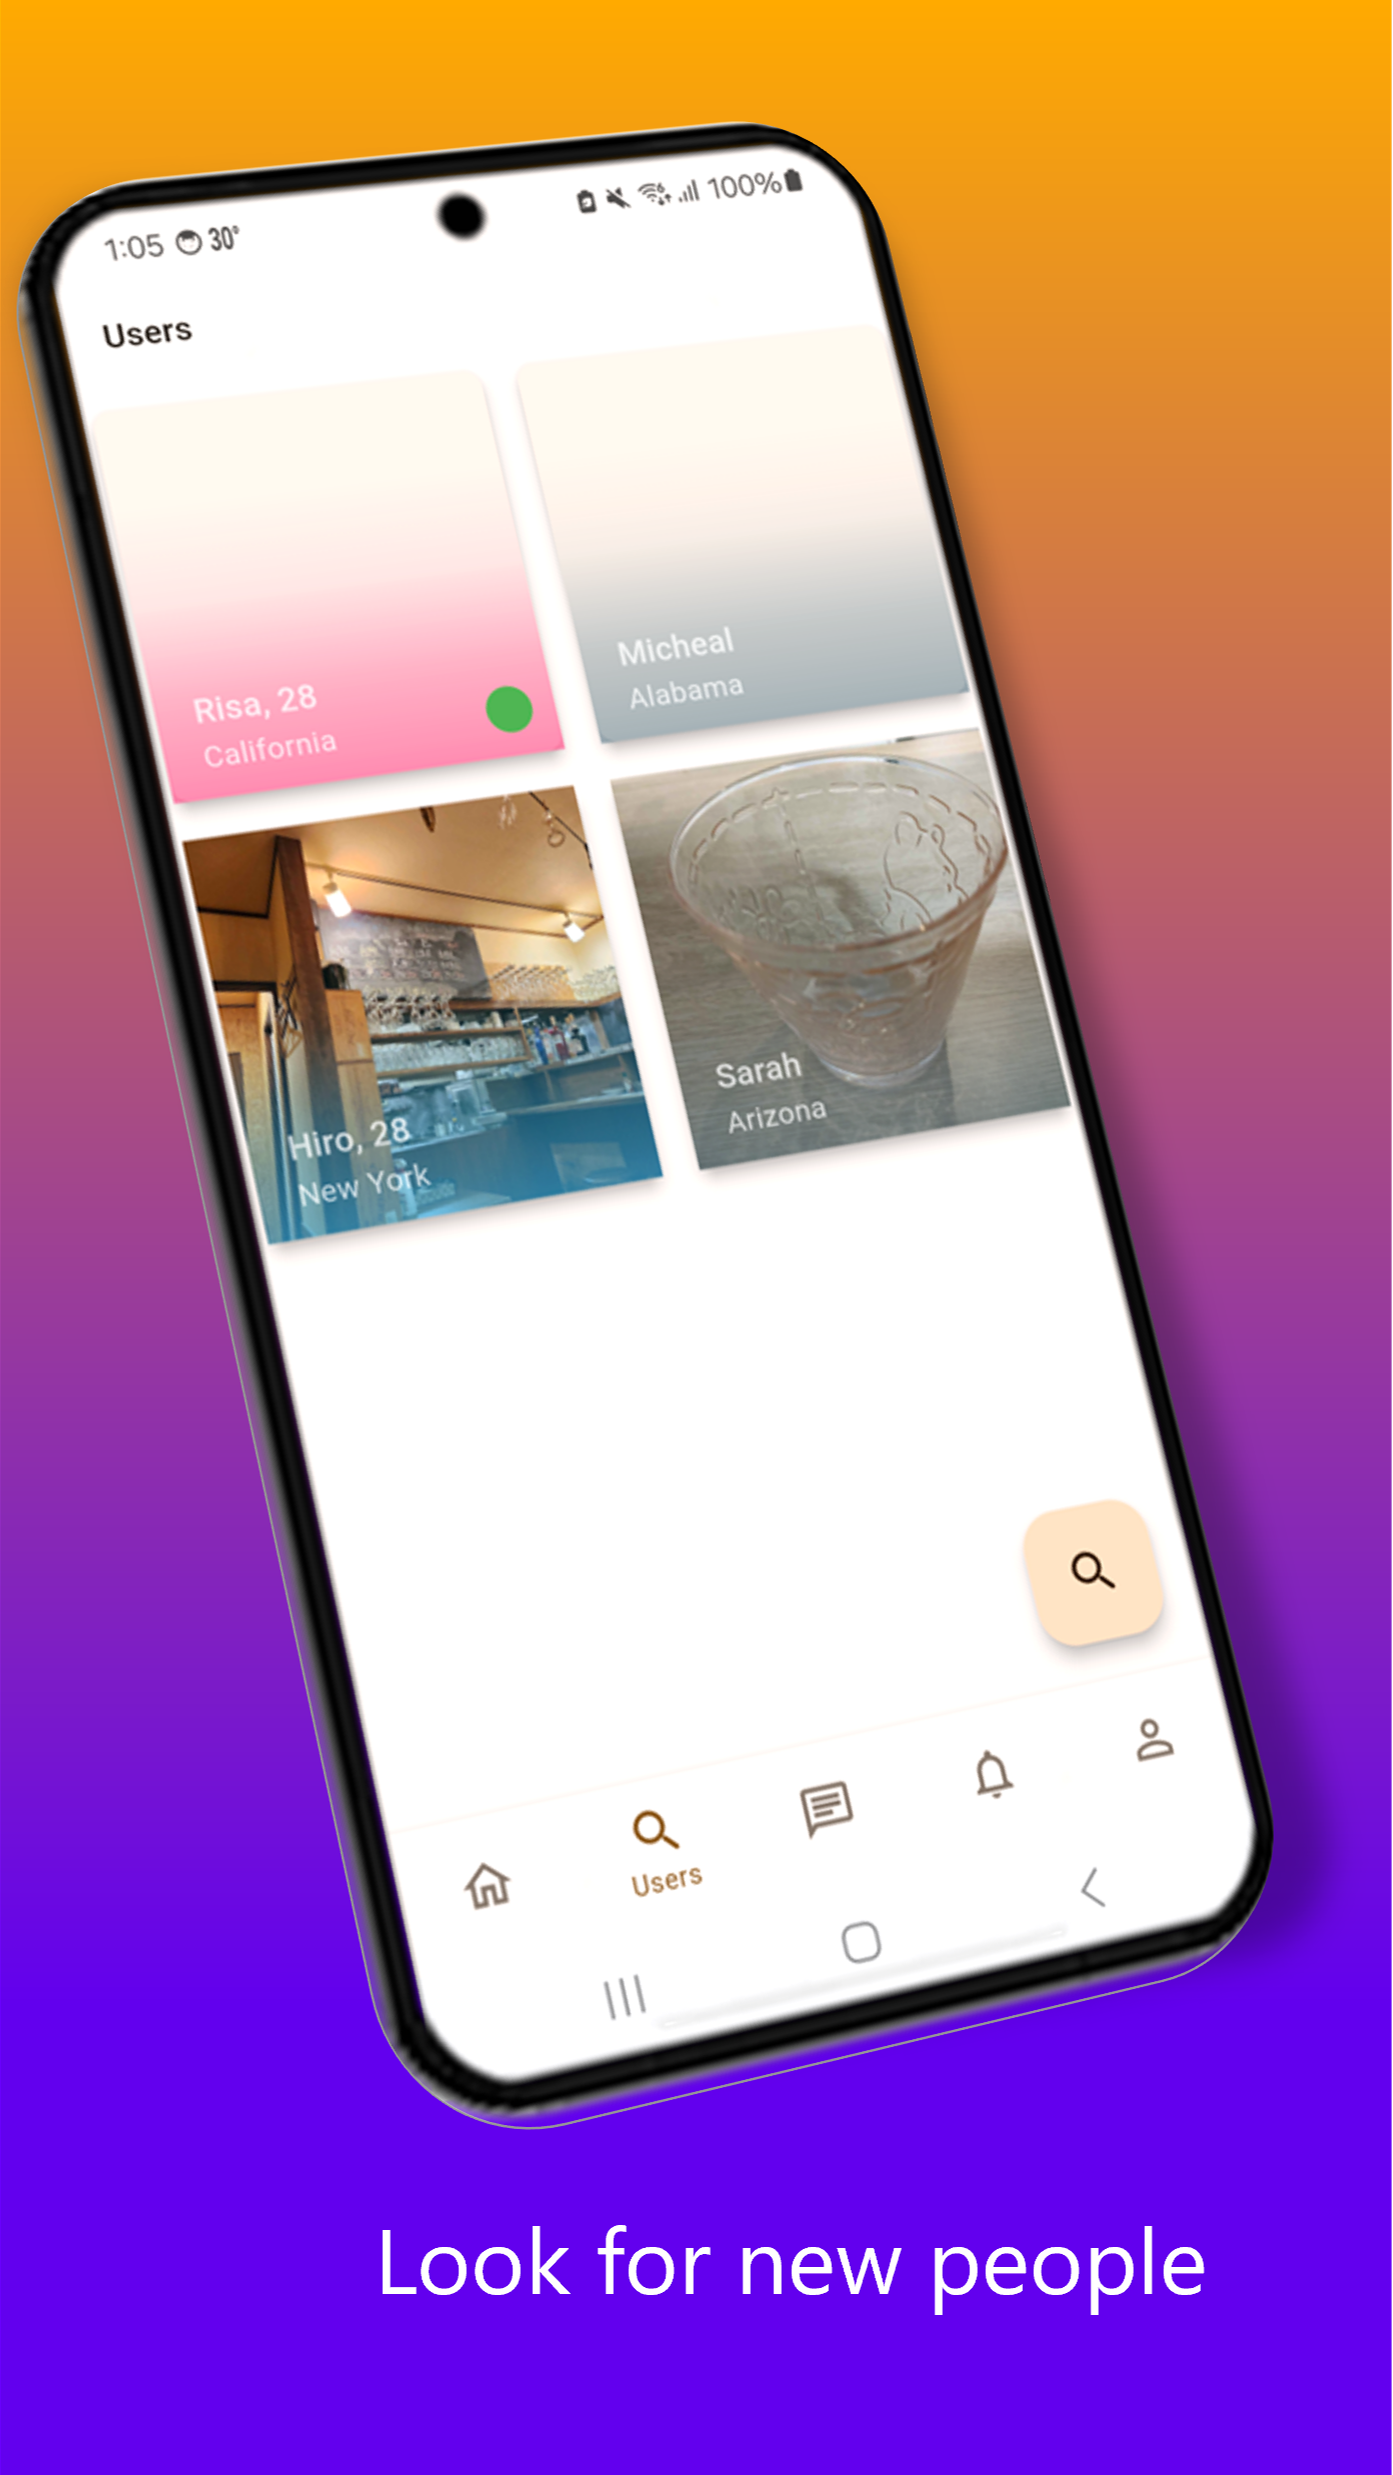 1:05 30°
100%
Users
Risa, 28
California
Micheal
Alabama
Hiro, 28
New York
Sarah
Arizona
Users
Look for new people